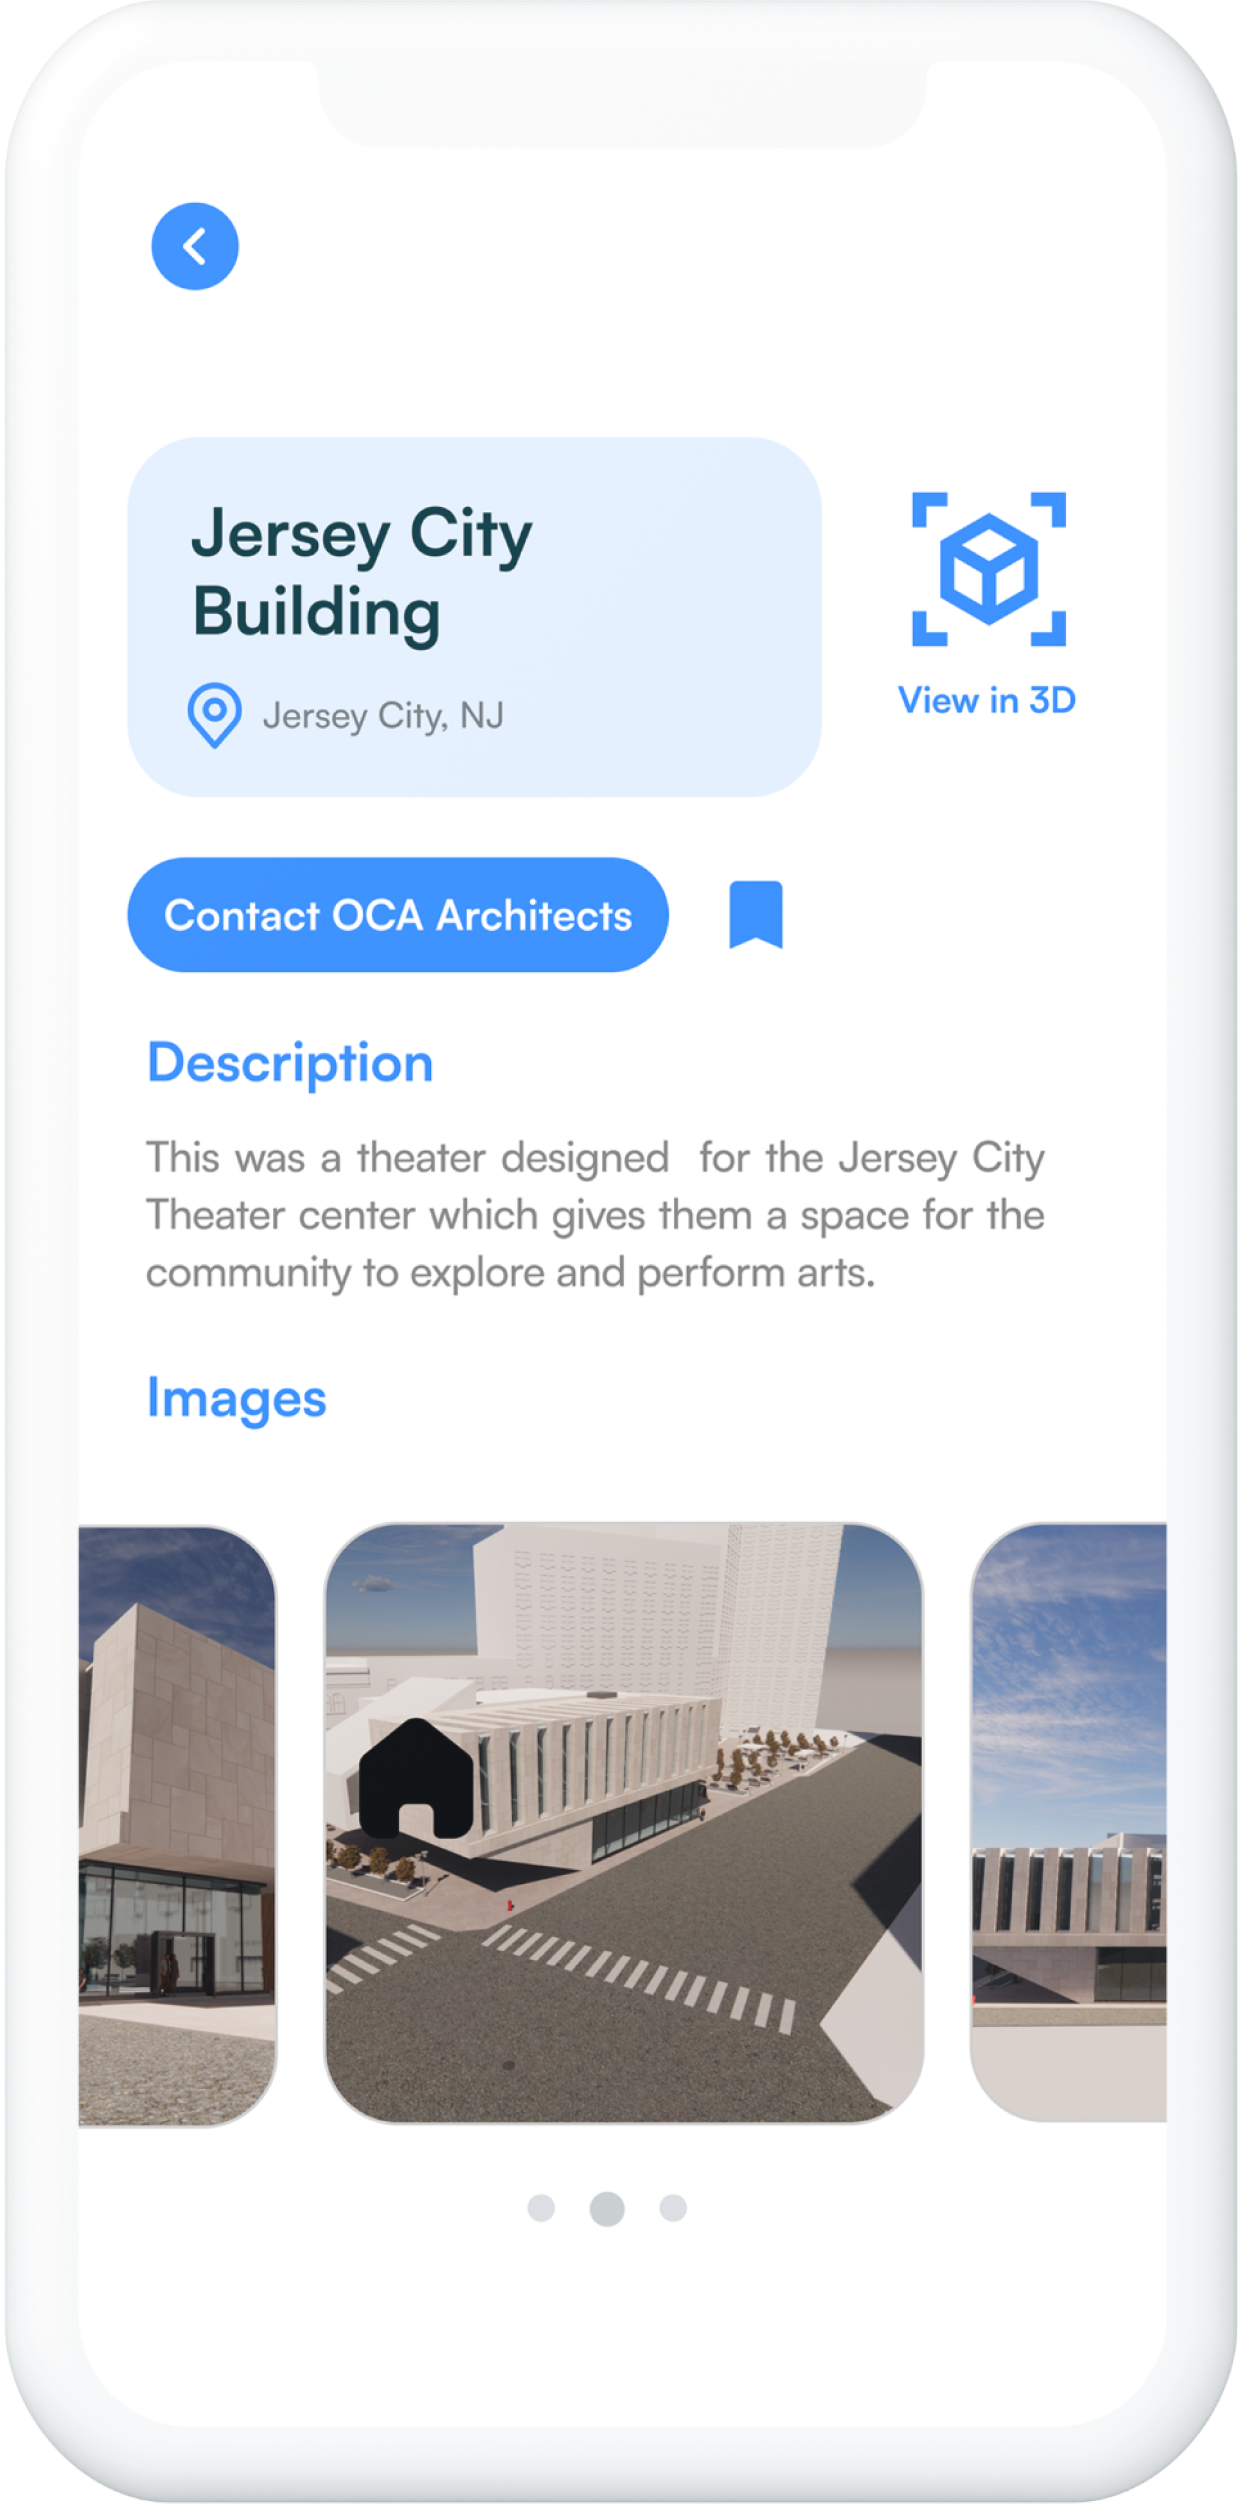 Jersey City
Building
Jersey City, NJ
View in 3D
Contact OCA Architects
Description
This was a theater designed  for the Jersey City
Theater center which gives them a space for the
community to explore and perform arts.
Images